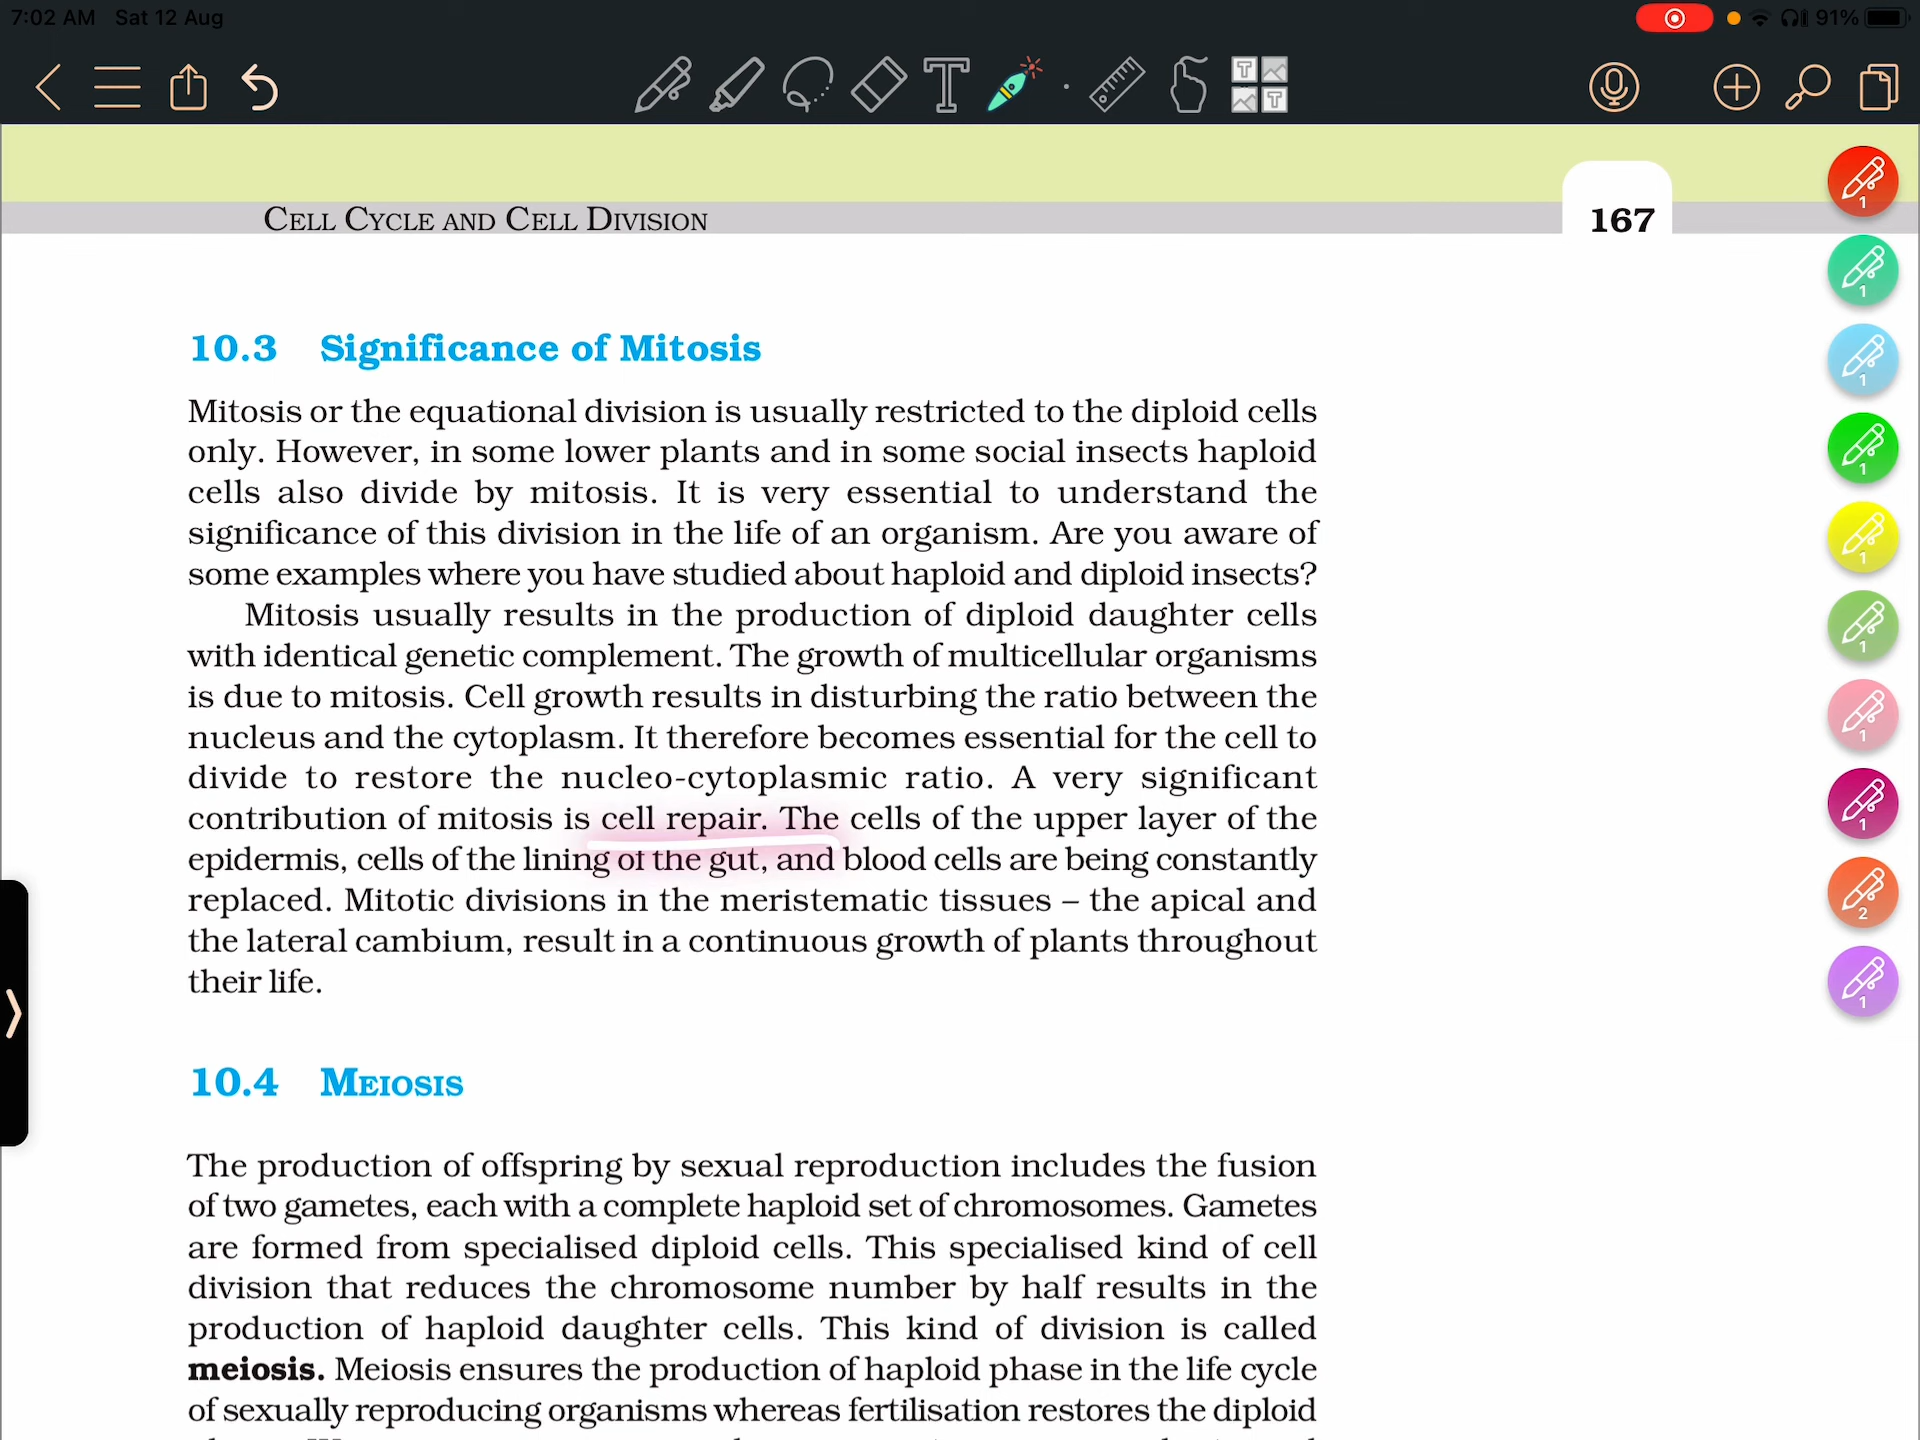 7:02 AM Sat 12 Aug
91%
CELL CYCLE AND CELL DIVISION
167
10.3 Significance of Mitosis
Mitosis or the equational division is usually restricted to the diploid cells
only. However, in some lower plants and in some social insects haploid
cells also divide by mitosis. It is very essential to understand the
significance of this division in the life of an organism. Are you aware of
some examples where you have studied about haploid and diploid insects?
Mitosis usually results in the production of diploid daughter cells
with identical genetic complement. The growth of multicellular organisms
is due to mitosis. Cell growth results in disturbing the ratio between the
nucleus and the cytoplasm. It therefore becomes essential for the cell to
divide to restore the nucleo-cytoplasmic ratio. A very significant
contribution of mitosis is cell repair. The cells of the upper layer of the
epidermis, cells of the lining of the gut, and blood cells are being constantly
replaced. Mitotic divisions in the meristematic tissues – the apical and
the lateral cambium, result in a continuous growth of plants throughout
their life.
10.4 MEIOSIS
The production of offspring by sexual reproduction includes the fusion
of two gametes, each with a complete haploid set of chromosomes. Gametes
are formed from specialised diploid cells. This specialised kind of cell
division that reduces the chromosome number by half results in the
production of haploid daughter cells. This kind of division is called
meiosis. Meiosis ensures the production of haploid phase in the life cycle
of sexually reproducing organisms whereas fertilisation restores the diploid
1
1
1
1
1
1
1
1
2
1